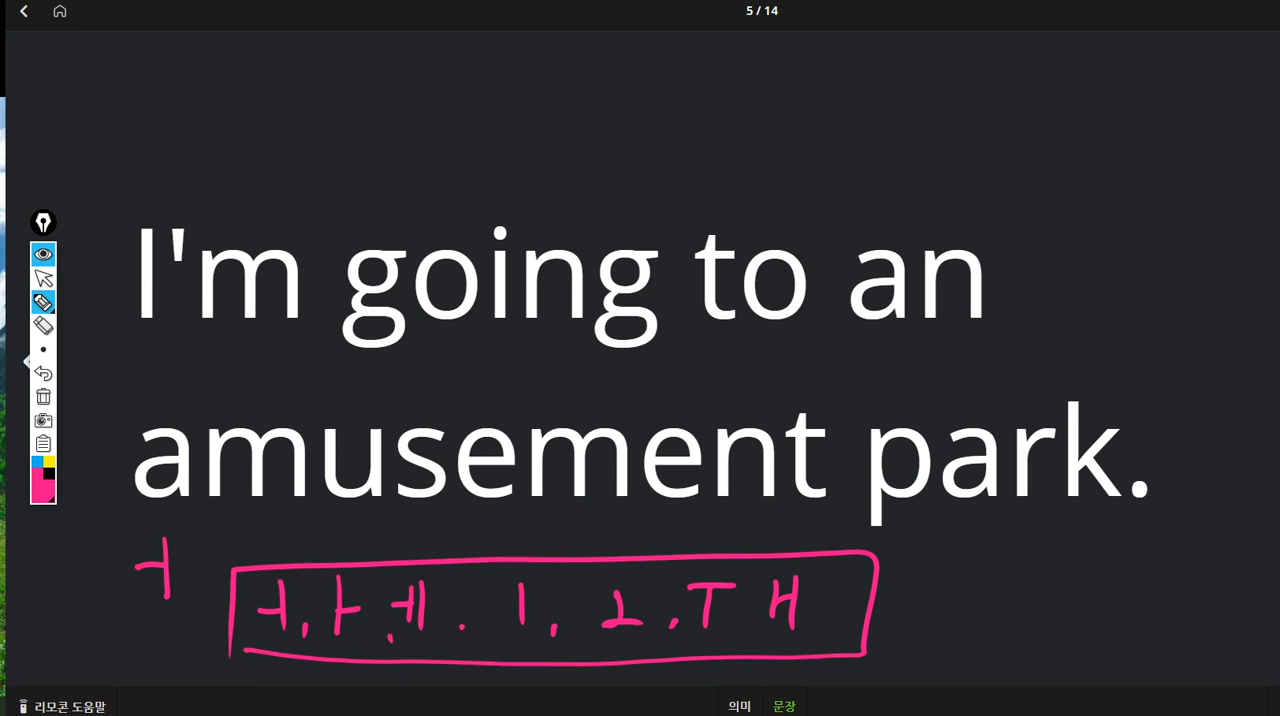 5 / 14
I'm going to an
amusement park.
ㅓ
ㅓ, ㅏ, ㅔ. ㅣ, ㅗ, ㅜ ㅐ
리모콘 도움말
의미 문장